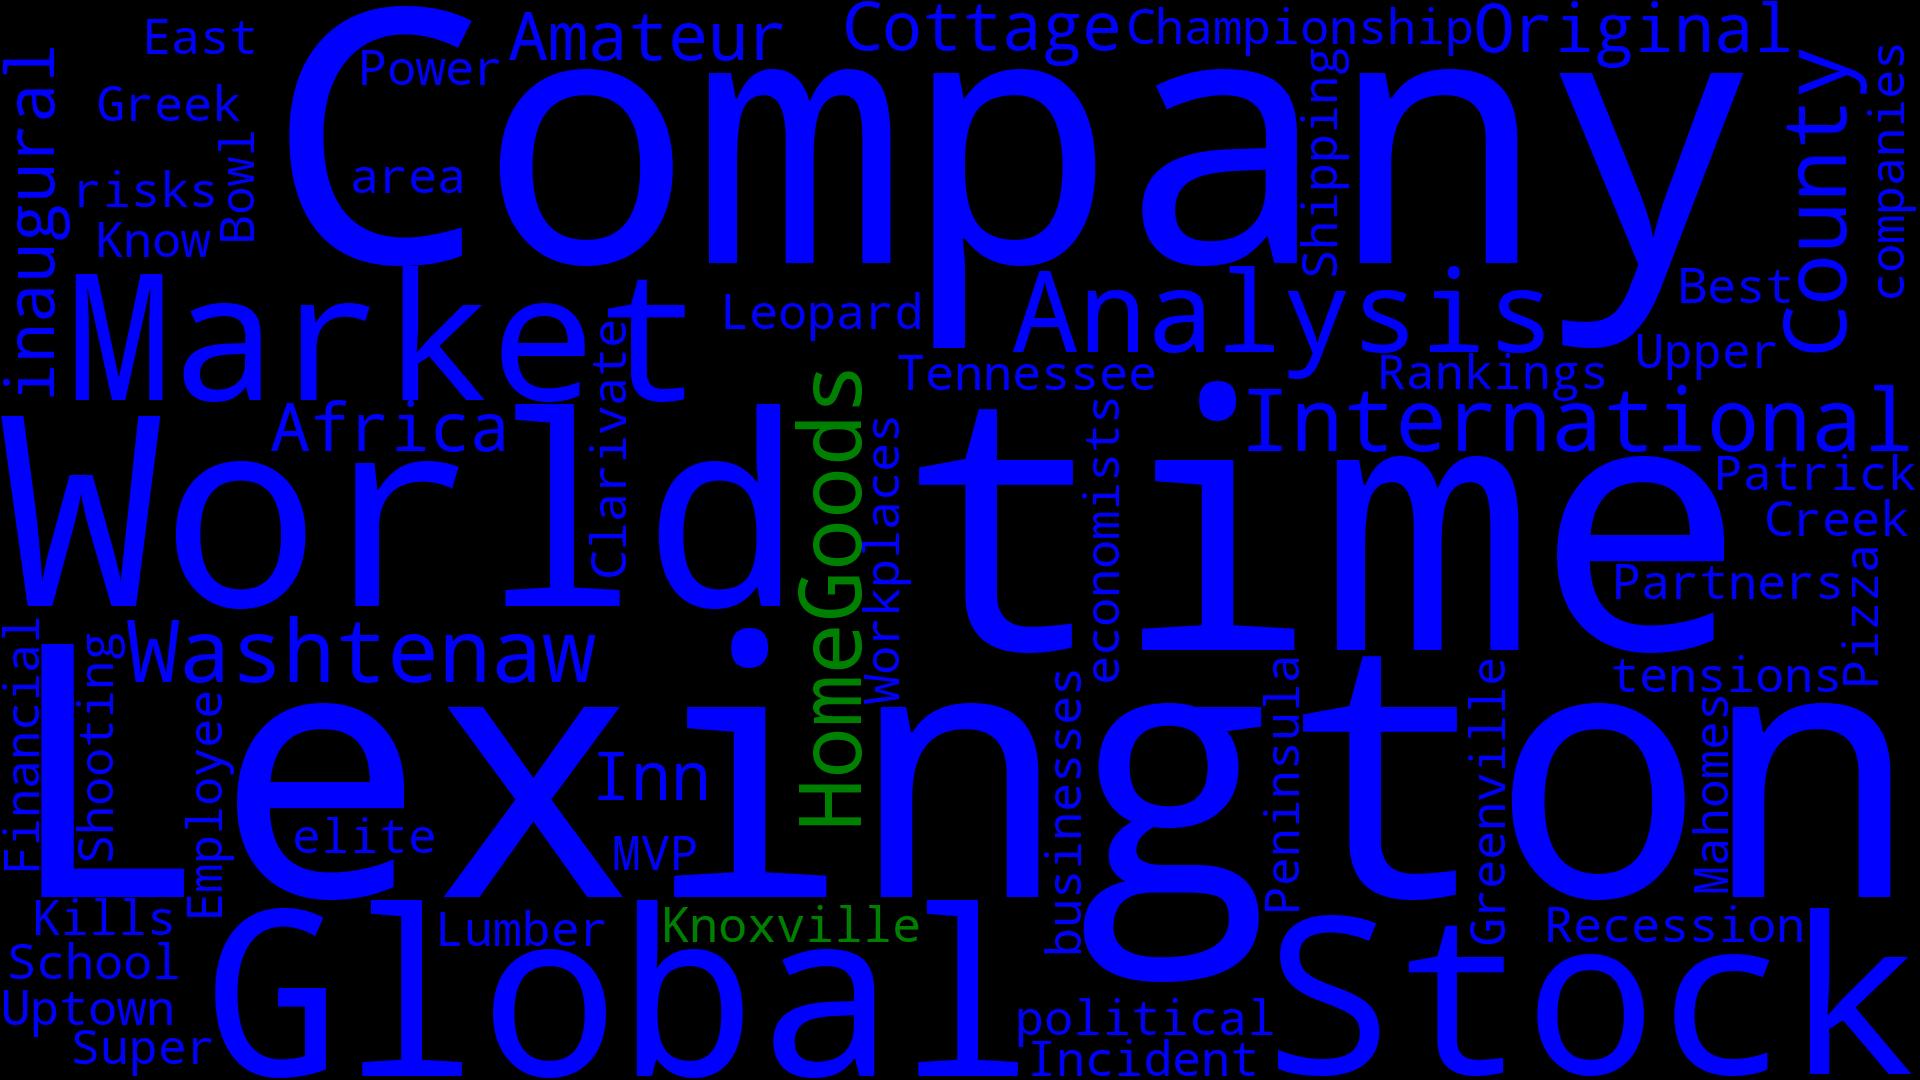 East
Power
Amateur
Cottage
Championship
Original
inaugural
Greek
Company
Shipping
County
companies
risks
Bowl
area
Know
Market
Leopard
Analysis
Best
Clarivate
Tennessee
Rankings
Upper
World
Africa
HomeGoods
Workplaces
time
economists
International
Patrick
Creek
Partners
Pizza
Financial
Shooting
Washtenaw
Employee
Lexington
Inn
businesses
Peninsula
Greenville
tensions
Mahomes
elite
MVP
Kills
Lumber
Knoxville
Recession
School
Global
Stock
Uptown
political
Super
Incident